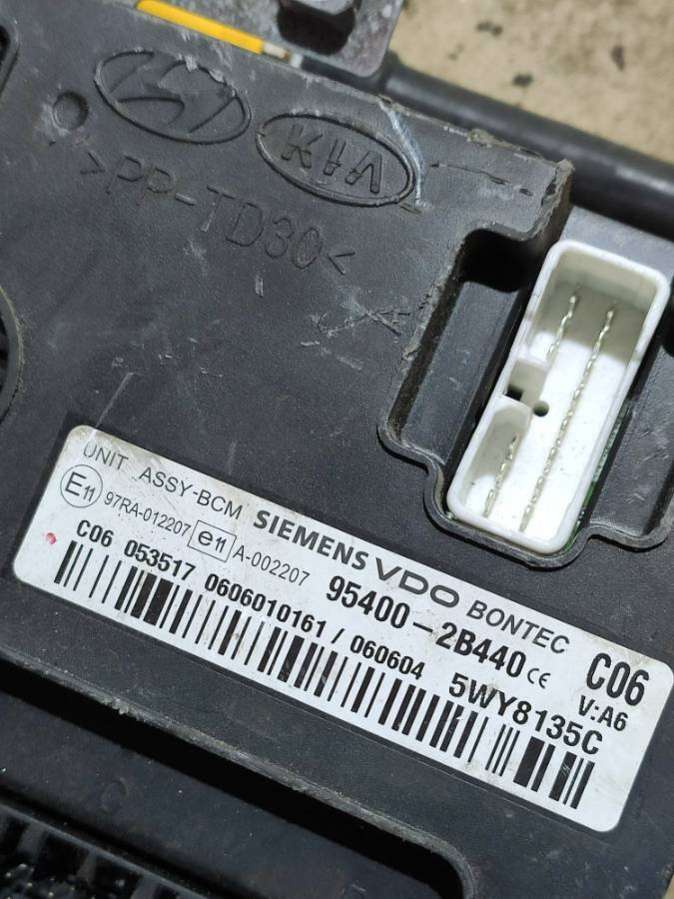 KIA
>PP-TD30<
UNIT ASSY-BCM
E11 97RA-012207 e11 A-002207
SIEMENS VDO BONTEC
C06 053517 95400-2B440 CE C06
0606010161/060604 5WY8135C V:A6